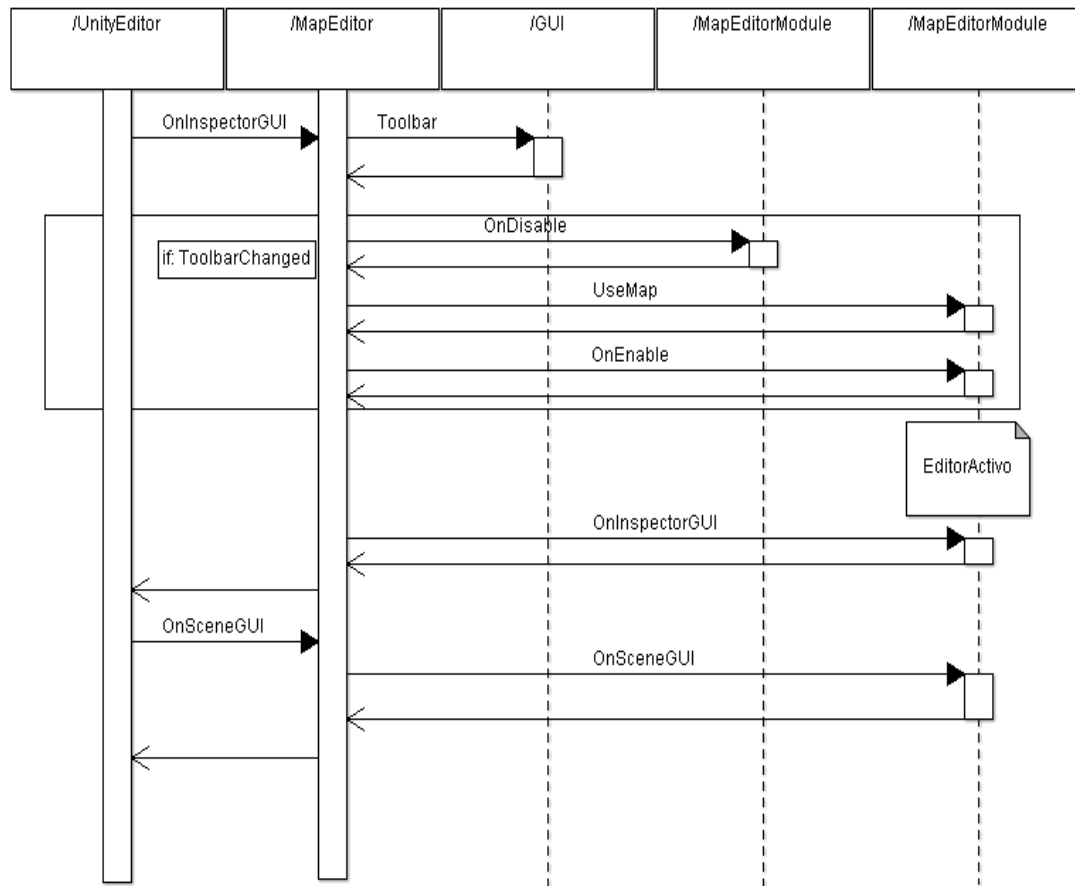 /UnityEditor
/MapEditor
/GUI
/MapEditorModule
/MapEditorModule
OnInspectorGUI
Toolbar
OnDisable
if: ToolbarChanged
UseMap
OnEnable
EditorActivo
OnInspectorGUI
OnSceneGUI
OnSceneGUI